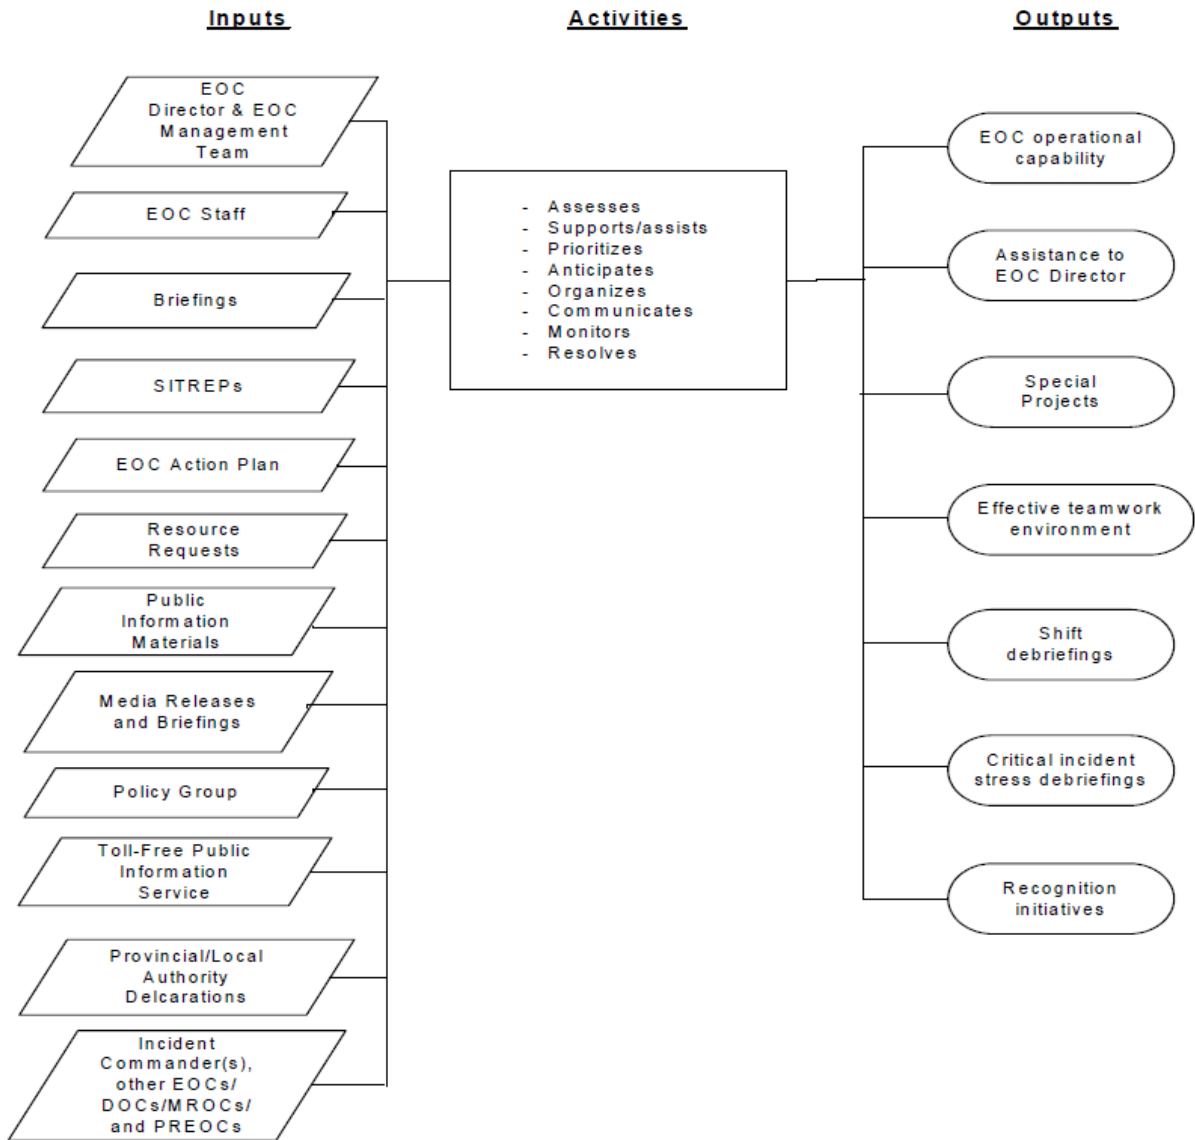 Inputs
Activities
Outputs
EOC
Director & EOC
Management
Team
EOC Staff
Briefings
SITREPs
EOC Action Plan
Resource
Requests
Public
Information
Materials
Media Releases
and Briefings
Policy Group
Toll-Free Public
Information
Service
Provincial/Local
Authority
Delcarations
Incident
Commander(s),
other EOCs/
DOCs/MROCs/
and PREOCs
- Assesses
- Supports/assists
- Prioritizes
- Anticipates
- Organizes
- Communicates
- Monitors
- Resolves
EOC operational
capability
Assistance to
EOC Director
Special
Projects
Effective teamwork
environment
Shift
debriefings
Critical incident
stress debriefings
Recognition
initiatives